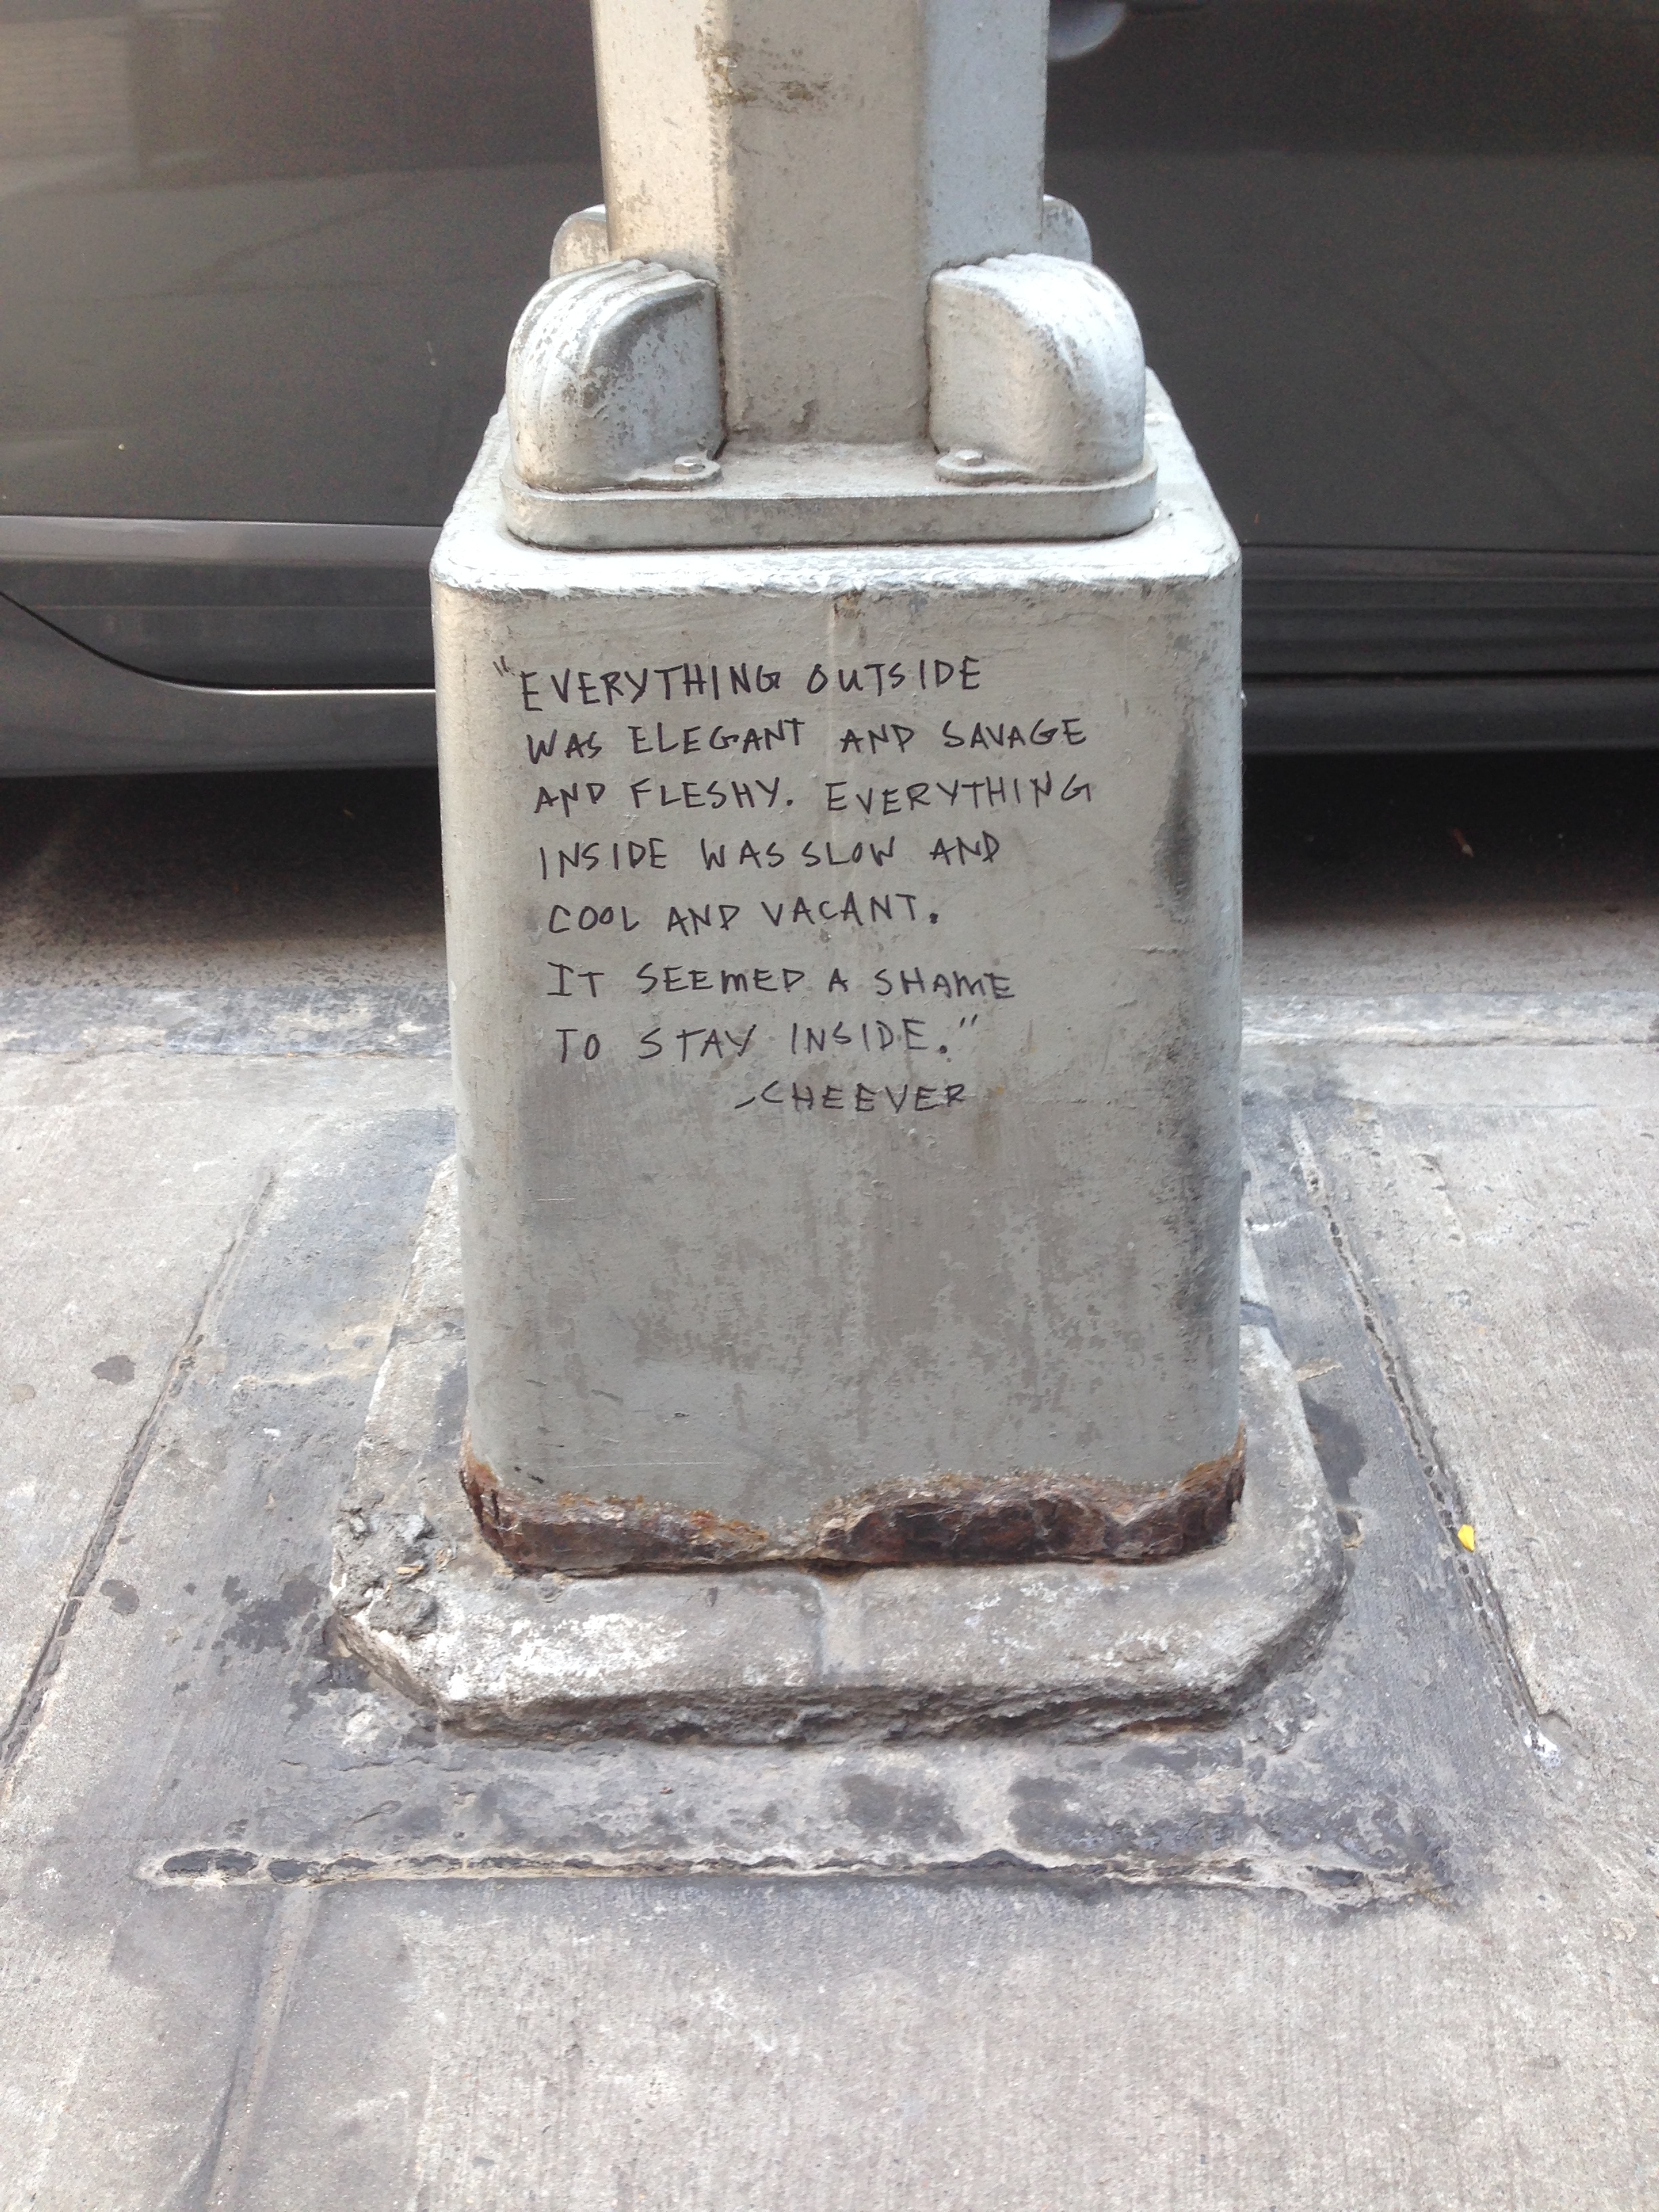 "EVERYTHING OUTSIDE
WAS ELEGANT AND SAVAGE
AND FLESHY. EVERYTHING
INSIDE WAS SLOW AND
COOL AND VACANT.
IT SEEMED A SHAME
TO STAY INSIDE."
-CHEEVER